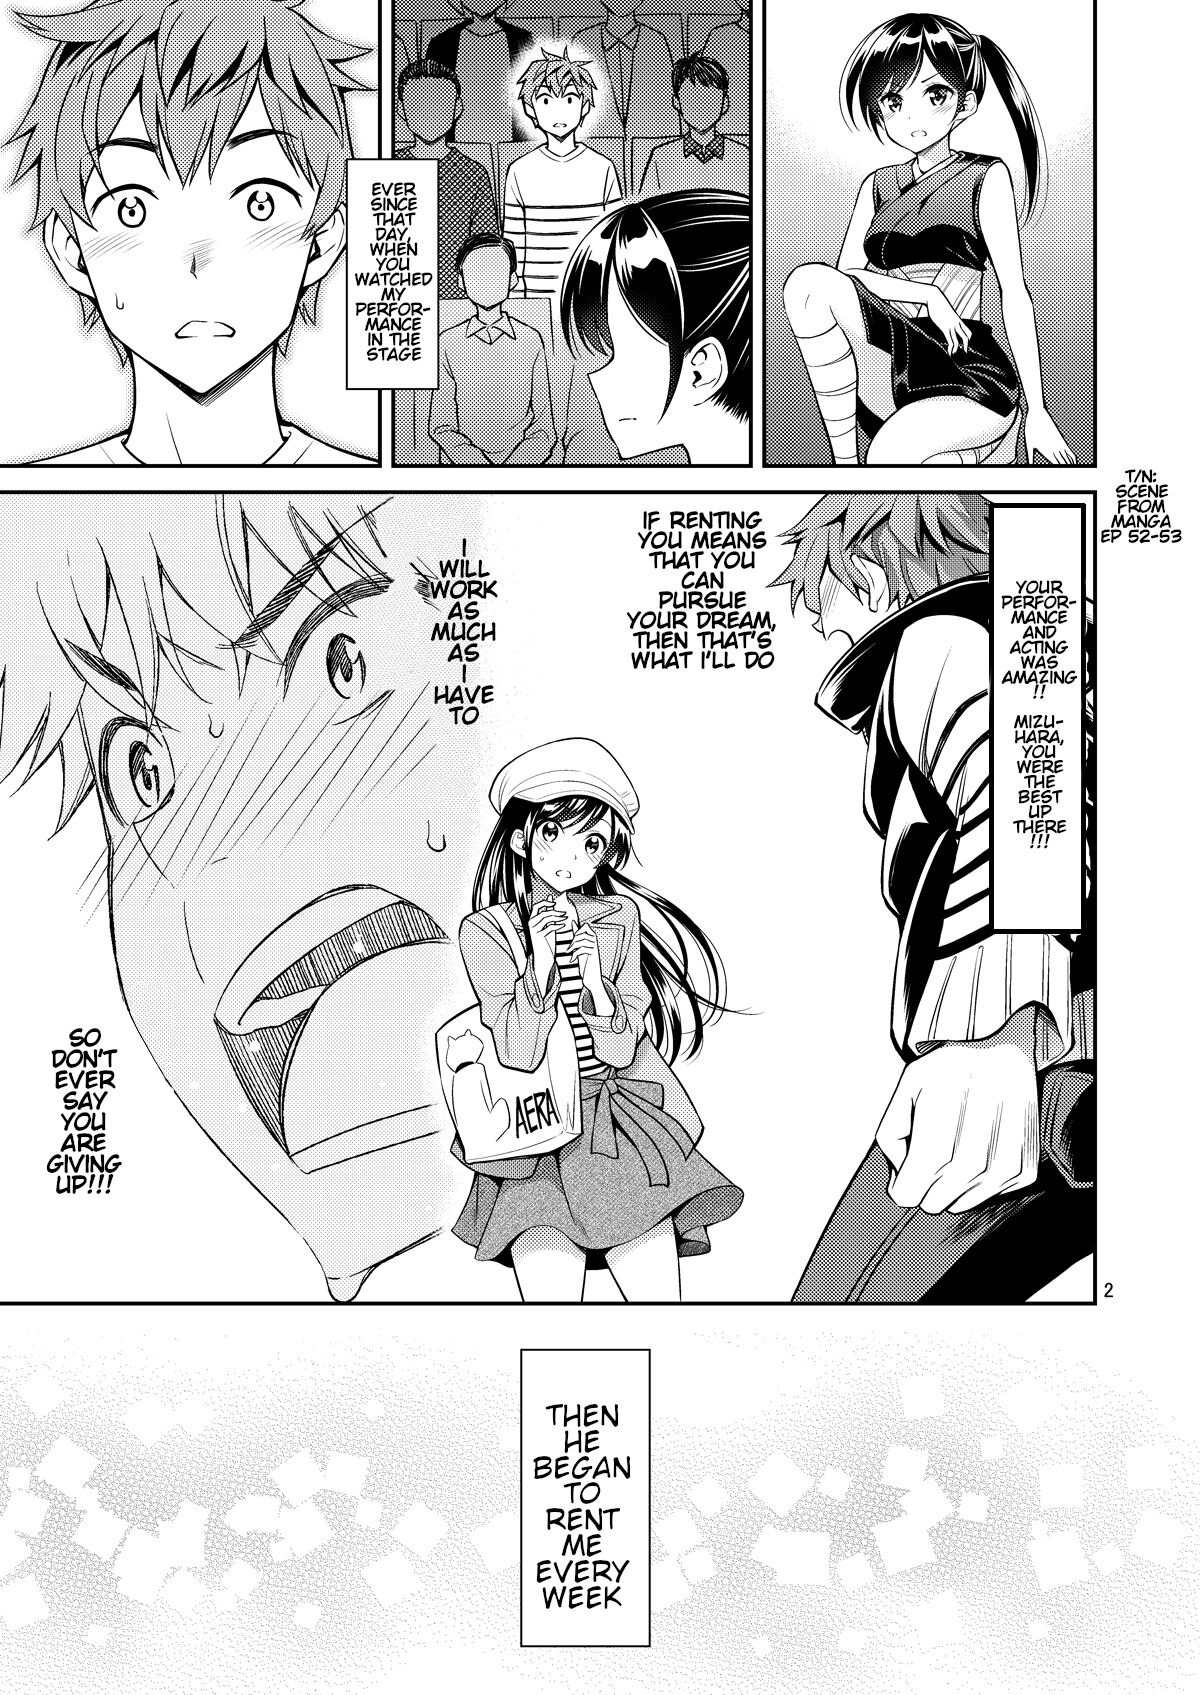 EVER
SINCE
THAT
DAY,
WHEN
YOU
WATCHED
MY
PERFOR-
MANCE
IN THE
STAGE
T/N:
SCENE
FROM
MANGA
EP 52-53
YOUR
PERFOR-
MANCE
AND
ACTING
WAS
AMAZING
!!
MIZU-
HARA,
YOU
WERE
THE
BEST
UP
THERE
!!!
IF RENTING
YOU MEANS
THAT YOU
CAN
PURSUE
YOUR DREAM,
THEN THAT'S
WHAT I'LL DO
I
WILL
WORK
AS
MUCH
AS
I
HAVE
TO
AERA
SO
DON'T
EVER
SAY
YOU
ARE
GIVING
UP!!!
2
THEN
HE
BEGAN
TO
RENT
ME
EVERY
WEEK